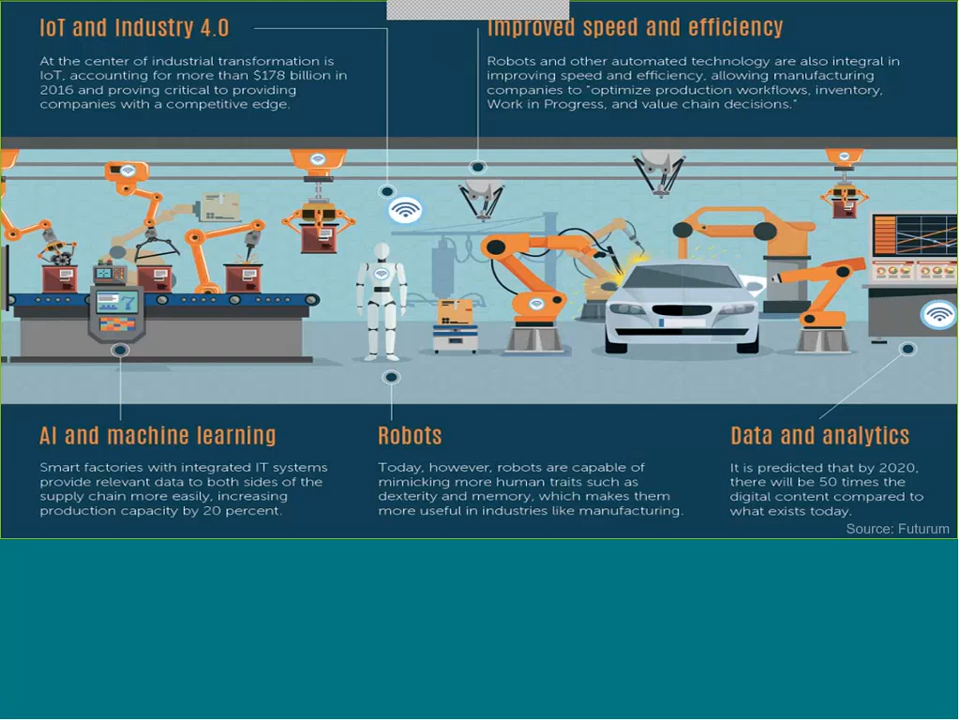 IoT and Industry 4.0
At the center of industrial transformation is
IoT, accounting for more than $178 billion in
2016 and proving critical to providing
companies with a competitive edge.
Improved speed and efficiency
Robots and other automated technology are also integral in
improving speed and efficiency, allowing manufacturing
companies to "optimize production workflows, inventory,
Work in Progress, and value chain decisions."
AI and machine learning
Smart factories with integrated IT systems
provide relevant data to both sides of the
supply chain more easily, increasing
production capacity by 20 percent.
Robots
Today, however, robots are capable of
mimicking more human traits such as
dexterity and memory, which makes them
more useful in industries like manufacturing.
Data and analytics
It is predicted that by 2020,
there will be 50 times the
digital content compared to
what exists today.
Source: Futurum